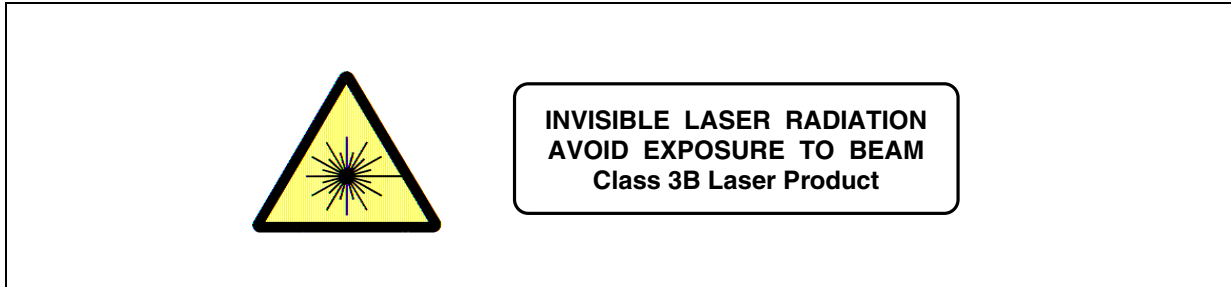 INVISIBLE LASER RADIATION
AVOID EXPOSURE TO BEAM
Class 3B Laser Product